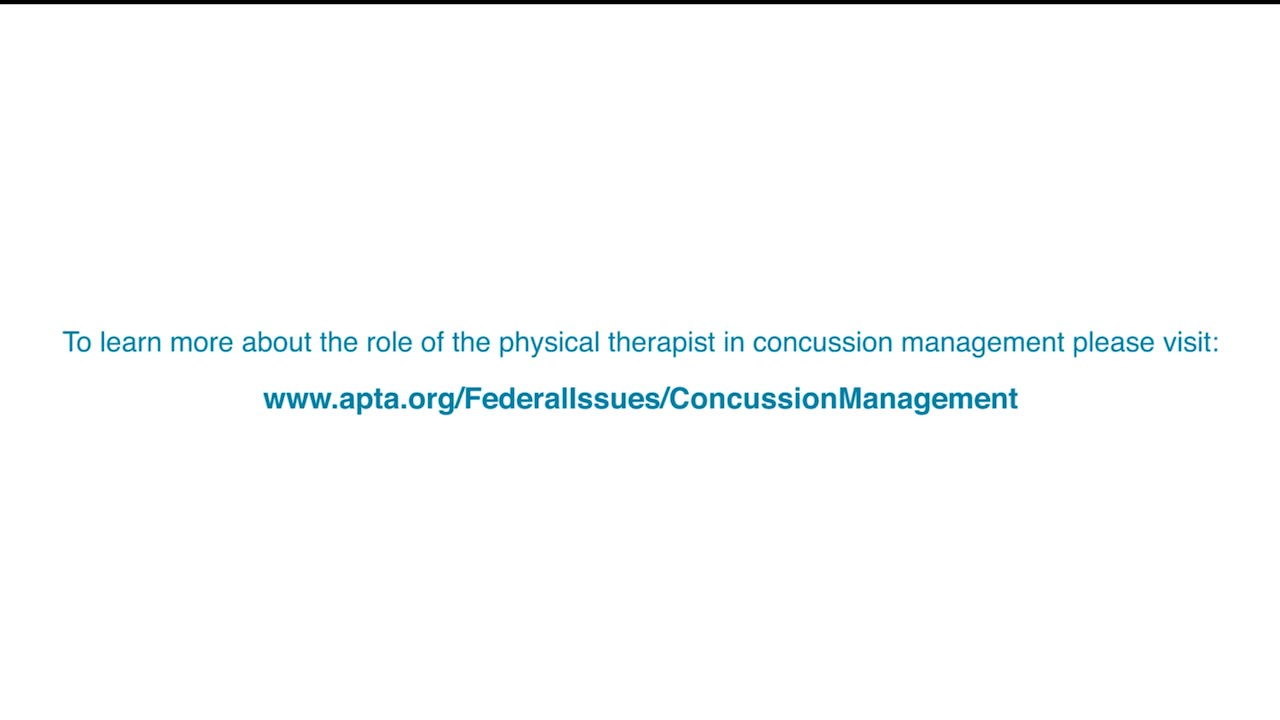 To learn more about the role of the physical therapist in concussion management please visit:
www.apta.org/FederalIssues/ConcussionManagement